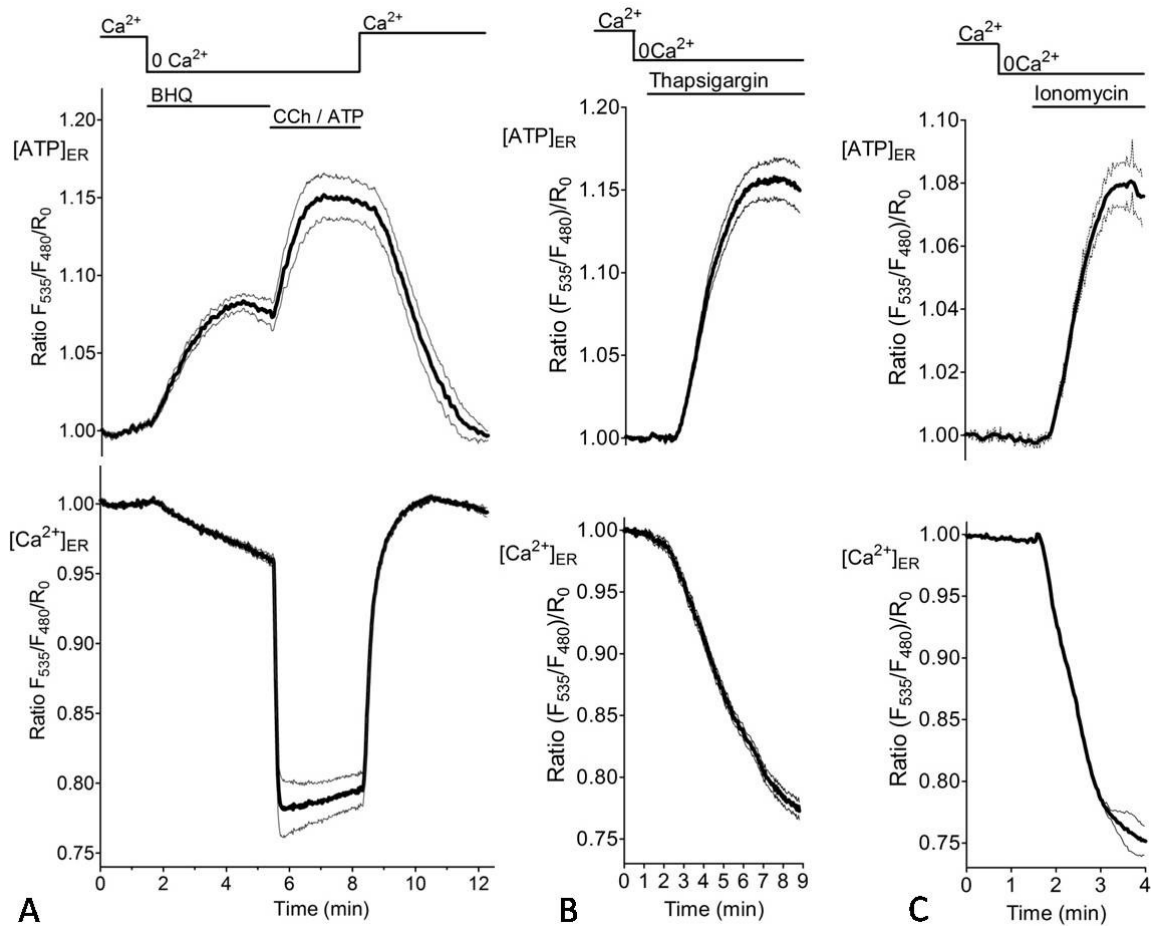 Ca²⁺
0 Ca²⁺
Ca²⁺
BHQ
CCh / ATP
[ATP]ER
Ratio F535/F480/R0
1.20
1.15
1.10
1.05
1.00
[Ca²⁺]ER
Ratio F535/F480/R0
1.00
0.95
0.90
0.85
0.80
0.75
0 2 4 6 8 10 12
Time (min)
A
Ca²⁺
0Ca²⁺
Thapsigargin
[ATP]ER
Ratio (F535/F480)/R0
1.20
1.15
1.10
1.05
1.00
[Ca²⁺]ER
Ratio (F535/F480)/R0
1.00
0.95
0.90
0.85
0.80
0.75
0 1 2 3 4 5 6 7 8 9
Time (min)
B
Ca²⁺
0Ca²⁺
Ionomycin
[ATP]ER
Ratio (F535/F480)/R0
1.10
1.08
1.06
1.04
1.02
1.00
[Ca²⁺]ER
Ratio (F535/F480)/R0
1.00
0.95
0.90
0.85
0.80
0.75
0 1 2 3 4
Time (min)
C